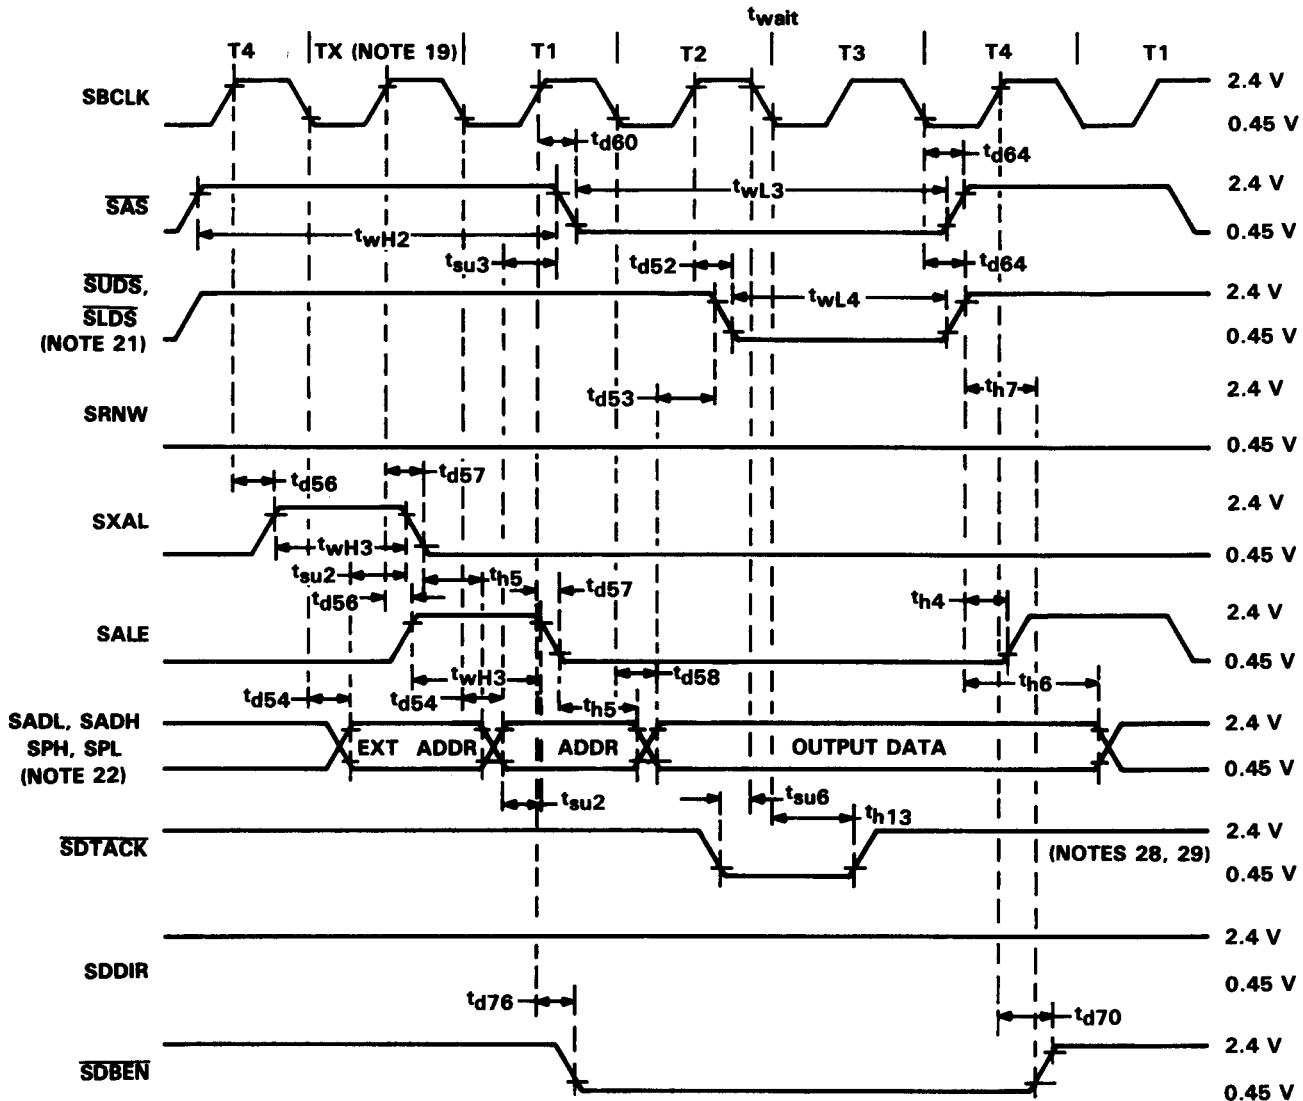 twait
T4 TX (NOTE 19) T1 T2 T3 T4 T1
SBCLK 2.4 V
0.45 V
td60 td64
SAS twL3 2.4 V
twH2 0.45 V
tsu3 td52 td64
SUDS, twL4 2.4 V
SLDS
(NOTE 21) 0.45 V
td53 th7 2.4 V
SRNW
0.45 V
td56 td57
SXAL 2.4 V
twH3 0.45 V
tsu2 th5 td57
td56 th4 2.4 V
SALE
0.45 V
twH3 td58 th6
td54 td54 th5
SADL, SADH 2.4 V
SPH, SPL EXT ADDR ADDR OUTPUT DATA
(NOTE 22) 0.45 V
tsu2 tsu6
th13
SDTACK 2.4 V
(NOTES 28, 29)
0.45 V
2.4 V
SDDIR
0.45 V
td76 td70
2.4 V
SDBEN
0.45 V